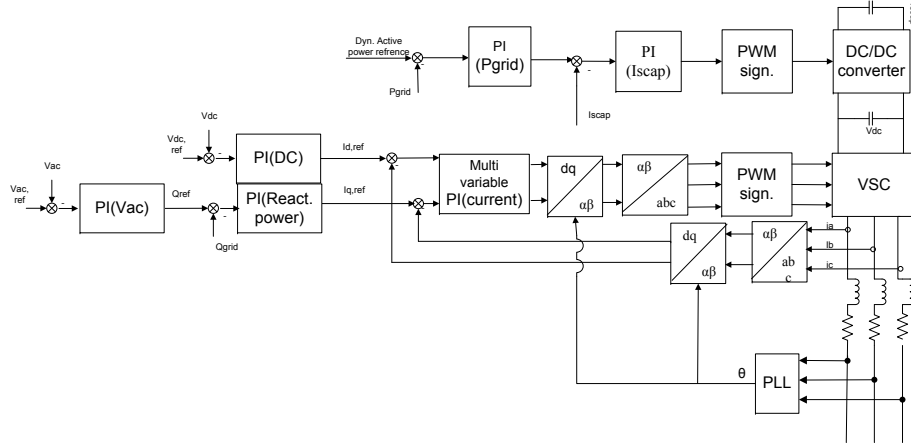 Dyn. Active
power refrence
Pgrid
-
PI
(Pgrid)
-
Iscap
PI
(Iscap)
PWM
sign.
DC/DC
converter
Vdc
Vdc
Vdc,
ref
-
PI(DC)
Id,ref
-
Vac
Vac,
ref
-
PI(Vac)
Qref
-
Qgrid
PI(React.
power)
Iq,ref
-
Multi
variable
PI(current)
dq
αβ
αβ
abc
PWM
sign.
VSC
dq
αβ
αβ
ab
c
ia
Ib
ic
θ
PLL